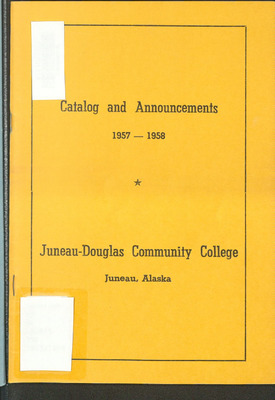 Catalog and Announcements
1957 — 1958
*
Juneau-Douglas Community College
Juneau, Alaska